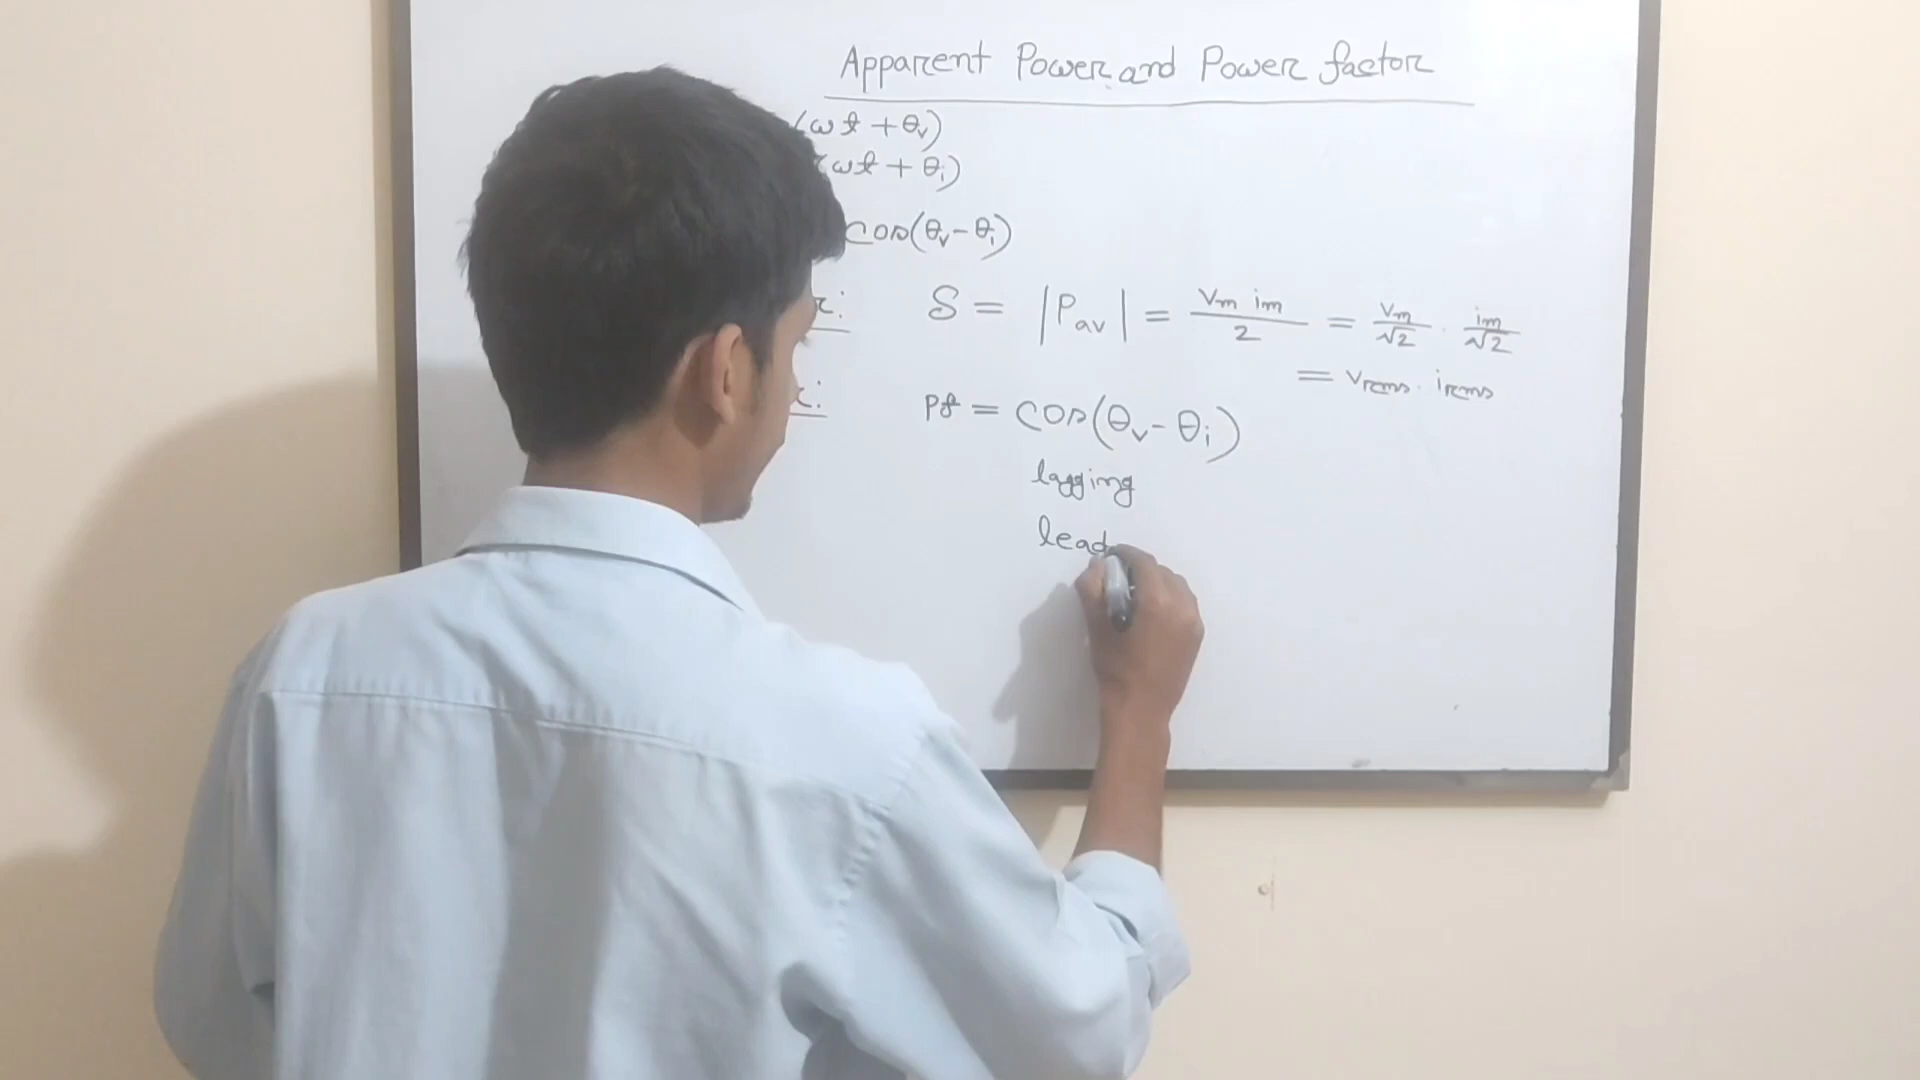 Apparent Power and Power factor
(ωt + θv)
(ωt + θi)
cos(θv - θi)
r: S = |Pav| = Vm im / 2 = Vm/√2 . im/√2
= Vrms . irms
r: Pf = cos(θv - θi)
lagging
lead